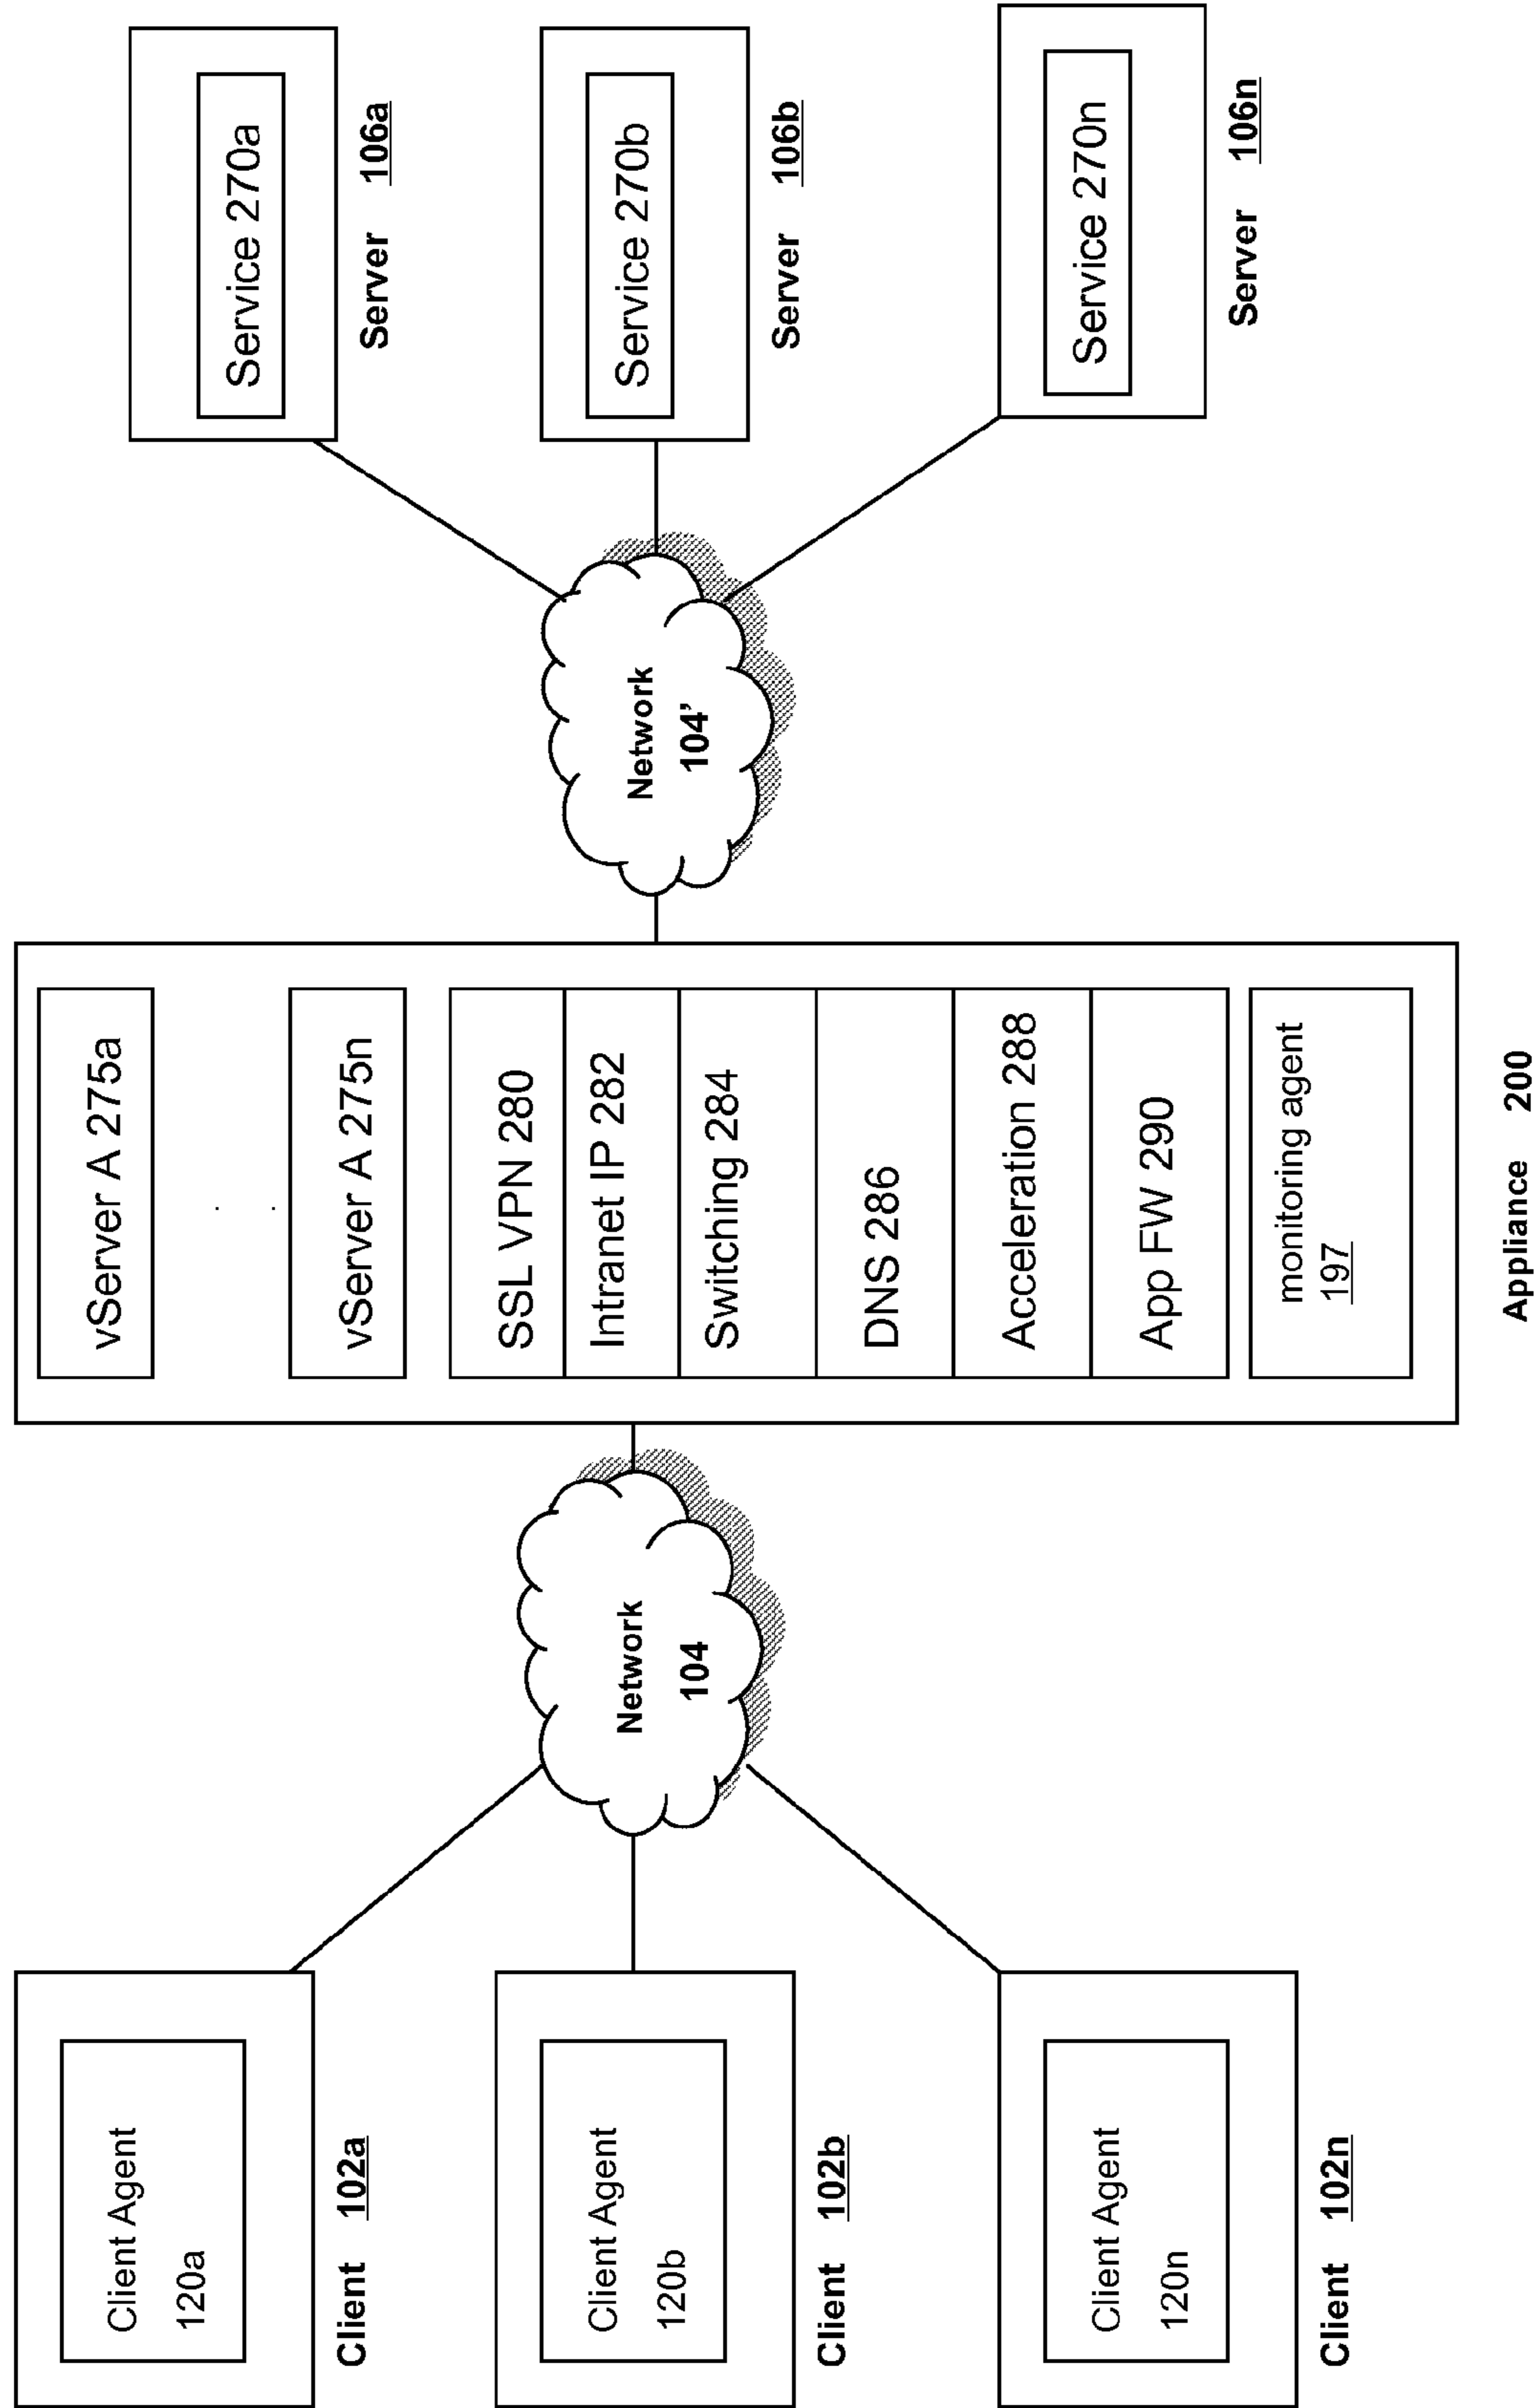 Client Agent
120a
Client 102a
Client Agent
120b
Client 102b
Client Agent
120n
Client 102n
Network
104
vServer A 275a
.
.
vServer A 275n
SSL VPN 280
Intranet IP 282
Switching 284
DNS 286
Acceleration 288
App FW 290
monitoring agent
197
Appliance 200
Network
104’
Service 270a
Server 106a
Service 270b
Server 106b
Service 270n
Server 106n